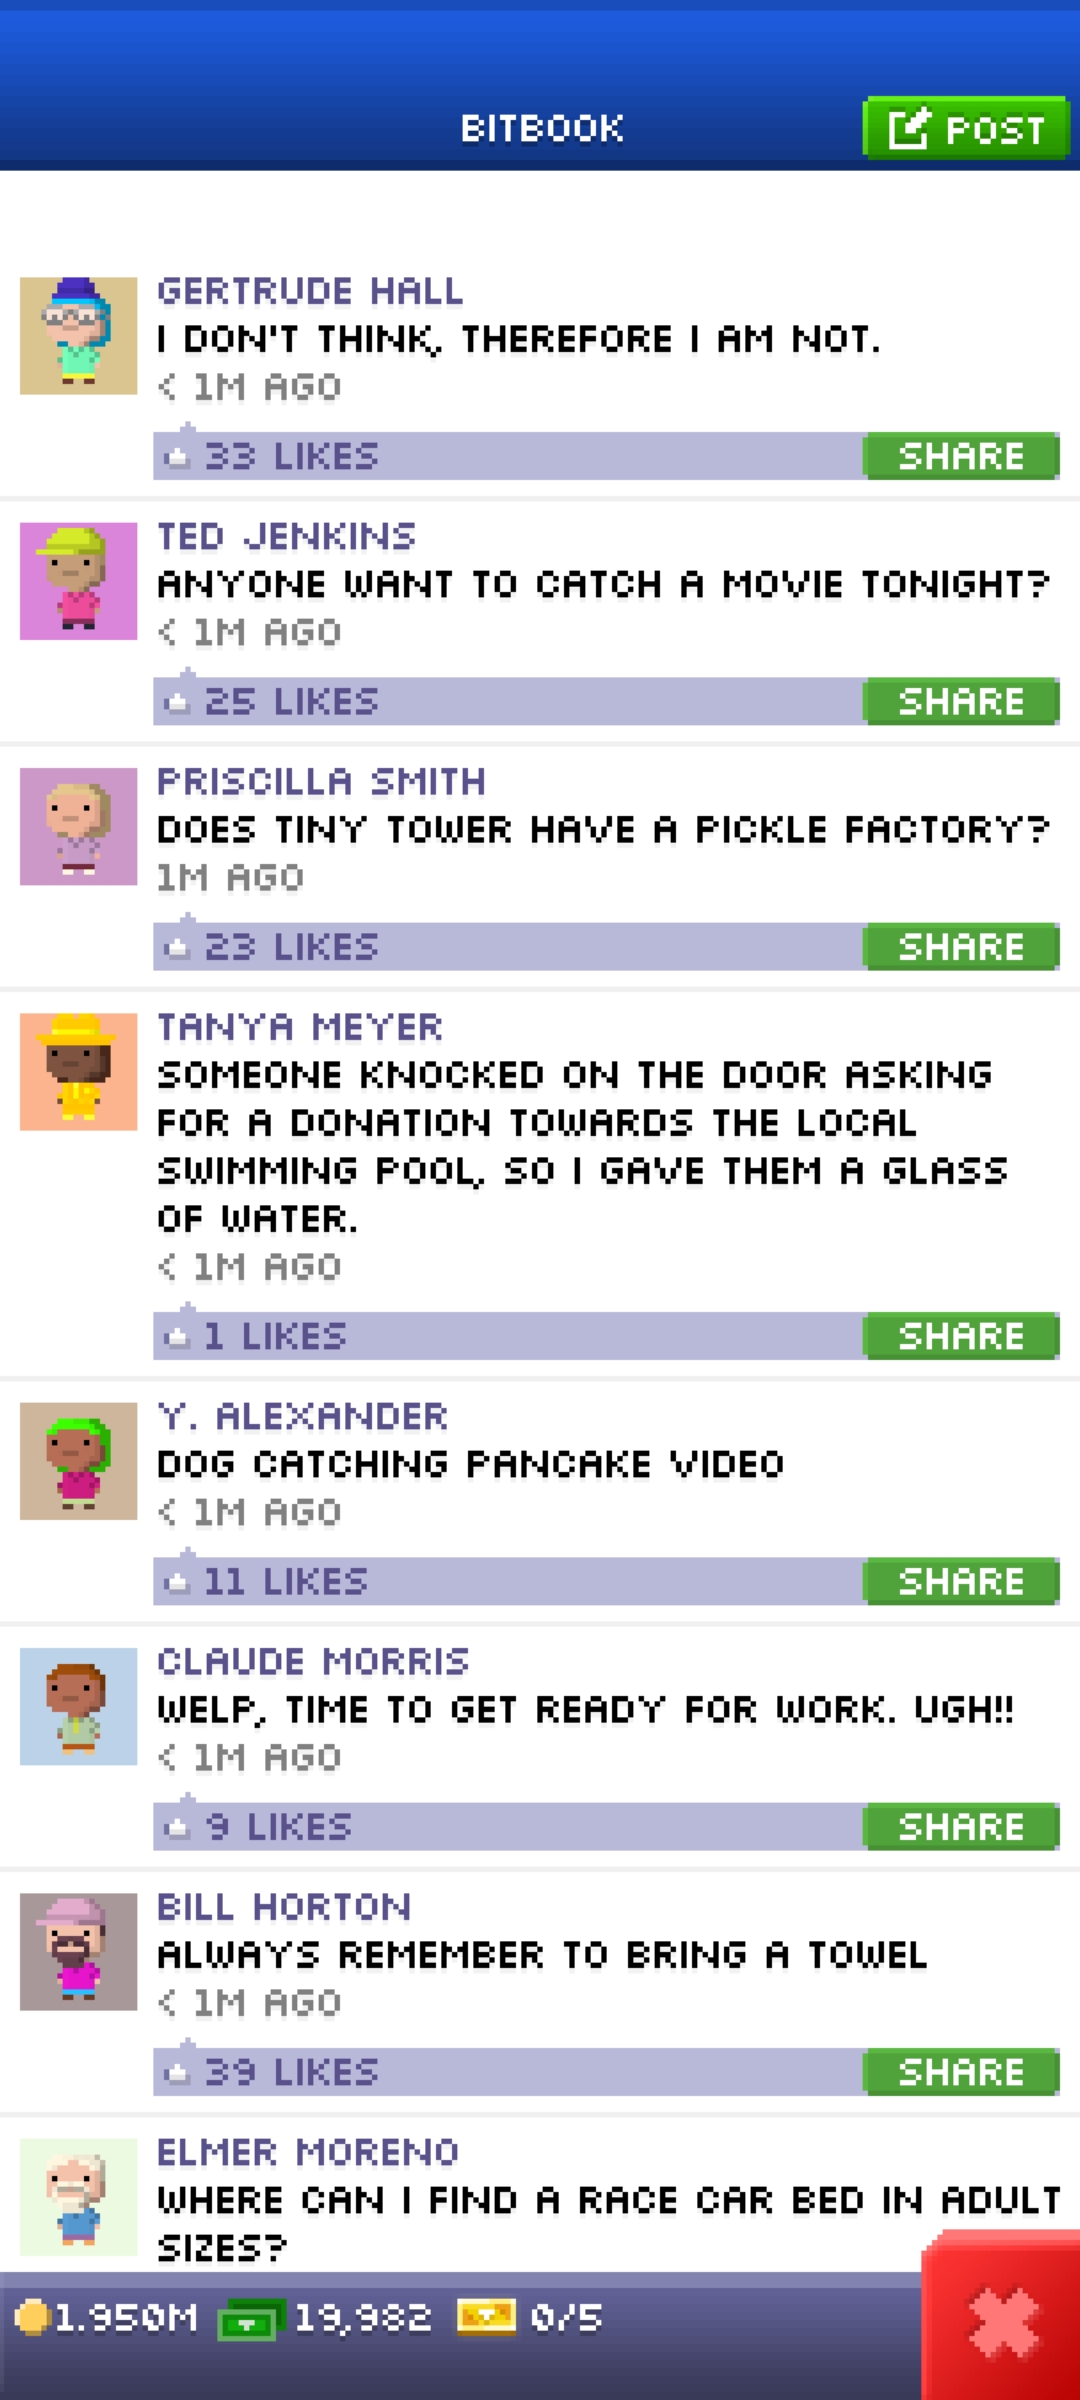 BITBOOK
POST
GERTRUDE HALL
I DON'T THINK, THEREFORE I AM NOT.
< 1M AGO
33 LIKES
SHARE
TED JENKINS
ANYONE WANT TO CATCH A MOVIE TONIGHT?
< 1M AGO
25 LIKES
SHARE
PRISCILLA SMITH
DOES TINY TOWER HAVE A PICKLE FACTORY?
1M AGO
23 LIKES
SHARE
TANYA MEYER
SOMEONE KNOCKED ON THE DOOR ASKING
FOR A DONATION TOWARDS THE LOCAL
SWIMMING POOL, SO I GAVE THEM A GLASS
OF WATER.
< 1M AGO
1 LIKES
SHARE
Y. ALEXANDER
DOG CATCHING PANCAKE VIDEO
< 1M AGO
11 LIKES
SHARE
CLAUDE MORRIS
WELP, TIME TO GET READY FOR WORK. UGH!!
< 1M AGO
9 LIKES
SHARE
BILL HORTON
ALWAYS REMEMBER TO BRING A TOWEL
< 1M AGO
39 LIKES
SHARE
ELMER MORENO
WHERE CAN I FIND A RACE CAR BED IN ADULT
SIZES?
1.950M 19,982 0/5